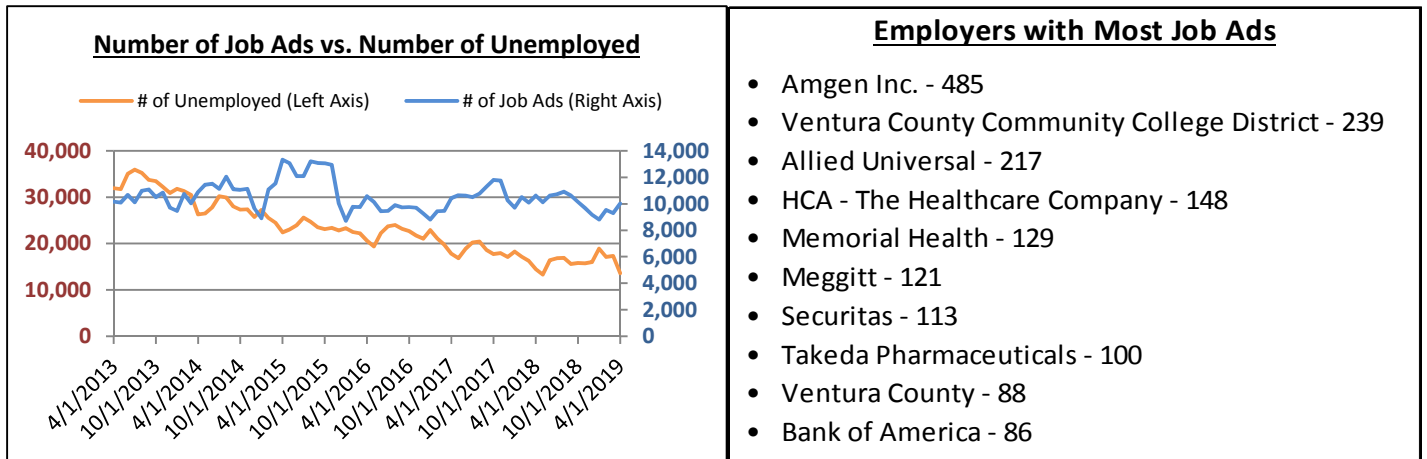 Number of Job Ads vs. Number of Unemployed
# of Unemployed (Left Axis) # of Job Ads (Right Axis)
40,000
30,000
20,000
10,000
0
14,000
12,000
10,000
8,000
6,000
4,000
2,000
0
4/1/2013
10/1/2013
4/1/2014
10/1/2014
4/1/2015
10/1/2015
4/1/2016
10/1/2016
4/1/2017
10/1/2017
4/1/2018
10/1/2018
4/1/2019
Employers with Most Job Ads
• Amgen Inc. - 485
• Ventura County Community College District - 239
• Allied Universal - 217
• HCA - The Healthcare Company - 148
• Memorial Health - 129
• Meggitt - 121
• Securitas - 113
• Takeda Pharmaceuticals - 100
• Ventura County - 88
• Bank of America - 86